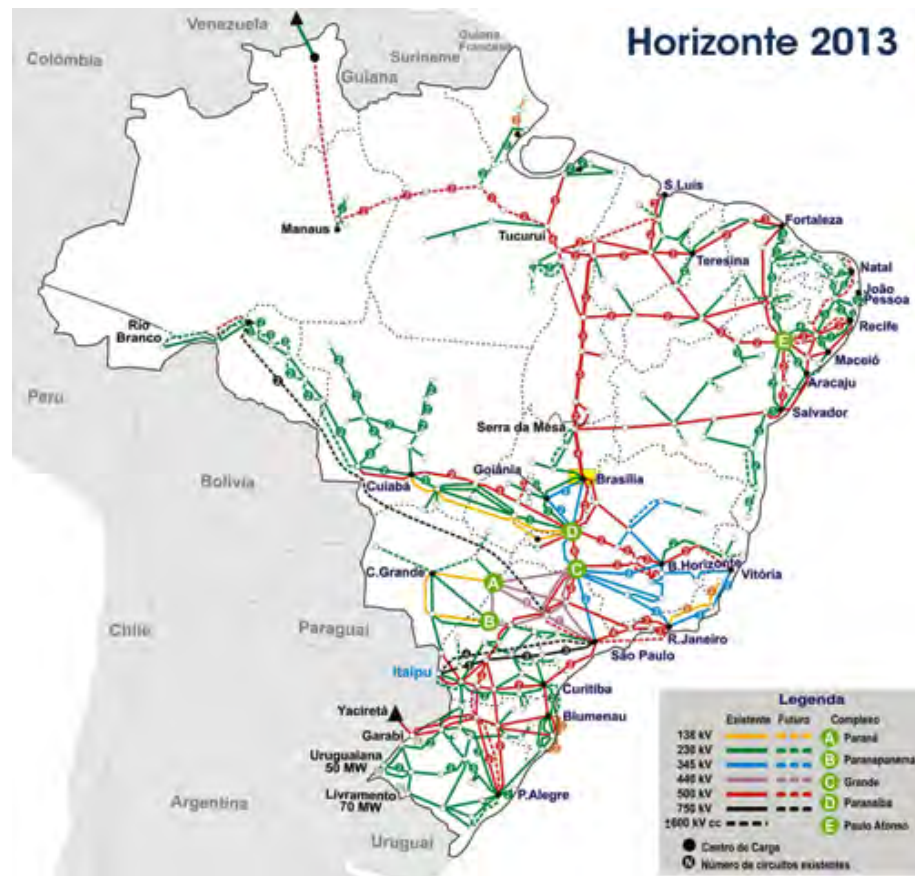 Horizonte 2013
Venezuela
Colômbia
Guiana
Suriname
Guiana
Francesa
Manaus
Tucuruí
S.Luís
Fortaleza
Teresina
Natal
João
Pessoa
Recife
Maceió
Aracaju
Salvador
Rio
Branco
Peru
Serra da Mesa
Bolivia
Cuiabá
Goiânia
Brasília
D
E
C.Grande
A
B
C
B.Horizonte
Vitória
R.Janeiro
São Paulo
Chile
Paraguai
Itaipu
Curitiba
Blumenau
Yaciretá
Garabi
Uruguaiana
50 MW
Livramento
70 MW
P.Alegre
Argentina
Uruguai
Legenda
Existente Futuro Complexo
138 kV A Paraná
230 kV B Paranapanema
345 kV C Grande
440 kV D Paranaíba
500 kV E Paulo Afonso
750 kV
±600 kV cc
Centro de Carga
N Número de circuitos existentes